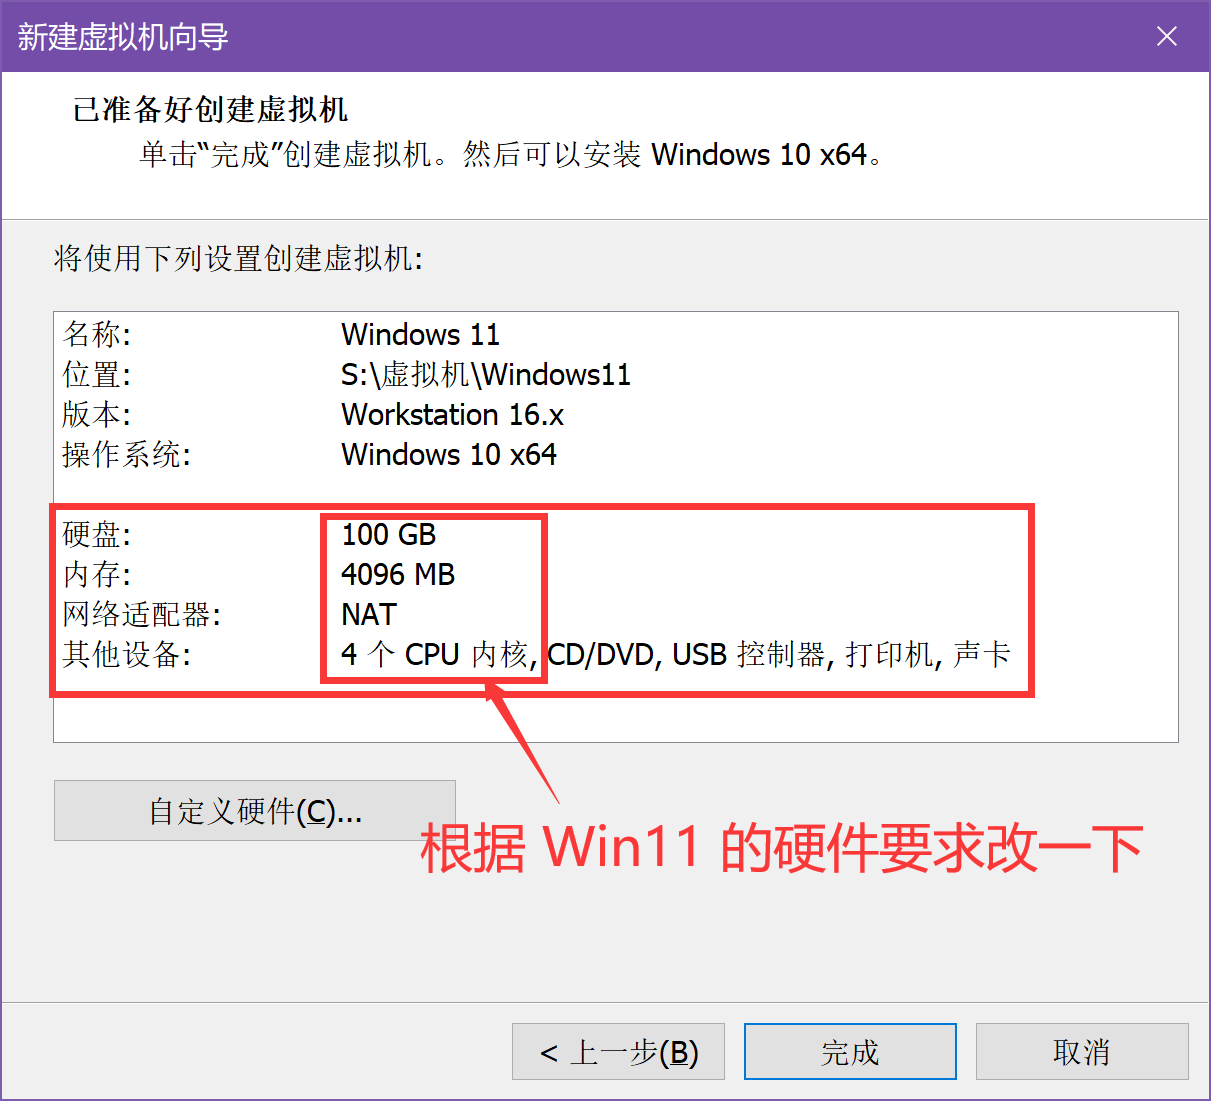 新建虚拟机向导
已准备好创建虚拟机
单击“完成”创建虚拟机。然后可以安装 Windows 10 x64。
将使用下列设置创建虚拟机:
名称: Windows 11
位置: S:\虚拟机\Windows11
版本: Workstation 16.x
操作系统: Windows 10 x64
硬盘: 100 GB
内存: 4096 MB
网络适配器: NAT
其他设备: 4 个 CPU 内核, CD/DVD, USB 控制器, 打印机, 声卡
自定义硬件(C)...
根据 Win11 的硬件要求改一下
< 上一步(B) 完成 取消